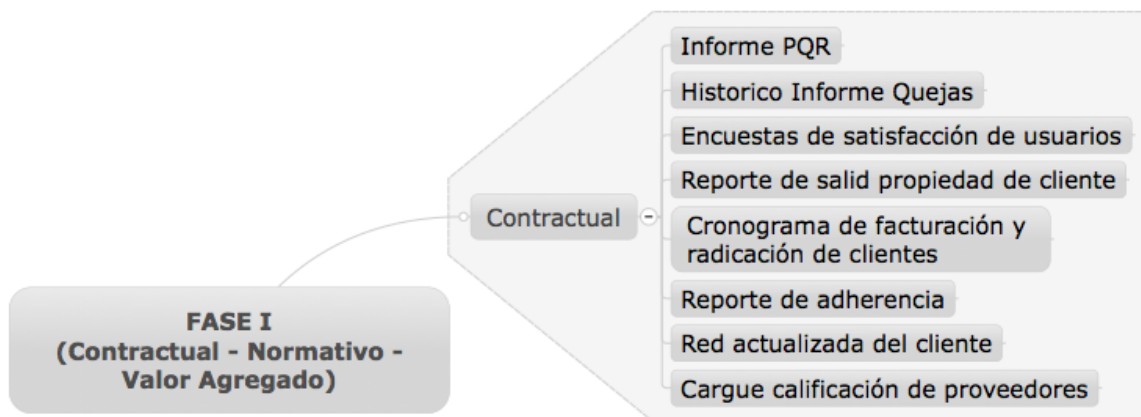 Informe PQR
Historico Informe Quejas
Encuestas de satisfacción de usuarios
Reporte de salid propiedad de cliente
Contractual
Cronograma de facturación y
radicación de clientes
Reporte de adherencia
FASE I
(Contractual - Normativo -
Valor Agregado)
Red actualizada del cliente
Cargue calificación de proveedores